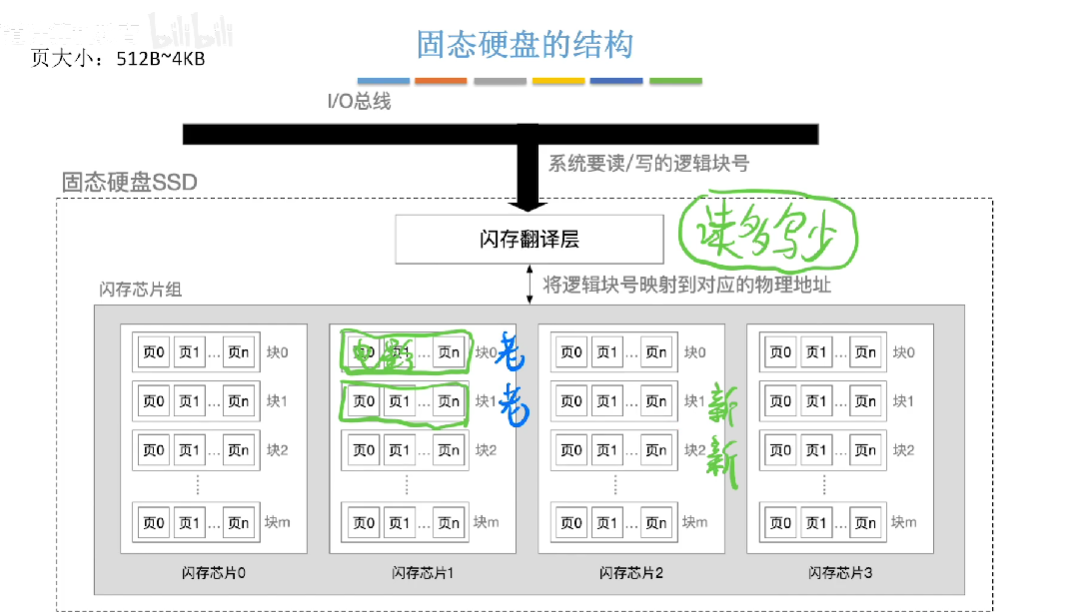 bilibili
固态硬盘的结构
页大小：512B~4KB
I/O总线
系统要读/写的逻辑块号
固态硬盘SSD
读多写少
闪存翻译层
将逻辑块号映射到对应的物理地址
闪存芯片组
页0 页1 … 页n 块0
电影
页1 … 页n 块0 老
页0 页1 … 页n 块0
页0 页1 … 页n 块0
页0 页1 … 页n 块1
页0 页1 … 页n 块1 老
页0 页1 … 页n 块1 新
页0 页1 … 页n 块1
页0 页1 … 页n 块2
页0 页1 … 页n 块2
页0 页1 … 页n 块2 新
页0 页1 … 页n 块2
页0 页1 … 页n 块m
页0 页1 … 页n 块m
页0 页1 … 页n 块m
页0 页1 … 页n 块m
闪存芯片0
闪存芯片1
闪存芯片2
闪存芯片3